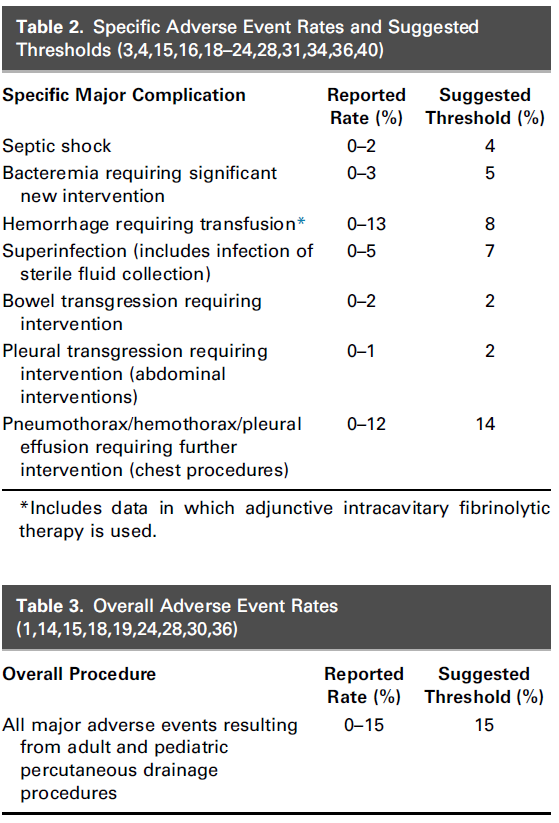 Table 2. Specific Adverse Event Rates and Suggested
Thresholds (3,4,15,16,18–24,28,31,34,36,40)
Specific Major Complication Reported Rate (%) Suggested Threshold (%)
Septic shock 0–2 4
Bacteremia requiring significant
new intervention 0–3 5
Hemorrhage requiring transfusion* 0–13 8
Superinfection (includes infection of
sterile fluid collection) 0–5 7
Bowel transgression requiring
intervention 0–2 2
Pleural transgression requiring
intervention (abdominal
interventions) 0–1 2
Pneumothorax/hemothorax/pleural
effusion requiring further
intervention (chest procedures) 0–12 14
*Includes data in which adjunctive intracavitary fibrinolytic
therapy is used.
Table 3. Overall Adverse Event Rates
(1,14,15,18,19,24,28,30,36)
Overall Procedure Reported Rate (%) Suggested Threshold (%)
All major adverse events resulting
from adult and pediatric
percutaneous drainage
procedures 0–15 15